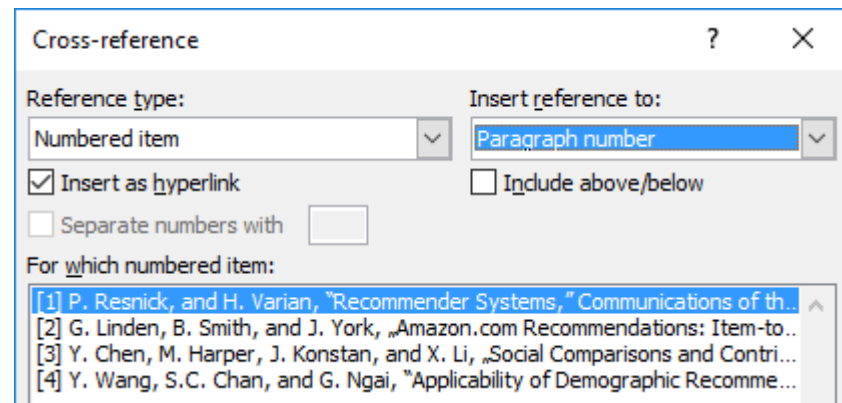 Cross-reference ?
Reference type: Insert reference to:
Numbered item Paragraph number
Insert as hyperlink Include above/below
Separate numbers with
For which numbered item:
[1] P. Resnick, and H. Varian, "Recommender Systems," Communications of th...
[2] G. Linden, B. Smith, and J. York, „Amazon.com Recommendations: Item-to...
[3] Y. Chen, M. Harper, J. Konstan, and X. Li, „Social Comparisons and Contri...
[4] Y. Wang, S.C. Chan, and G. Ngai, "Applicability of Demographic Recomme...